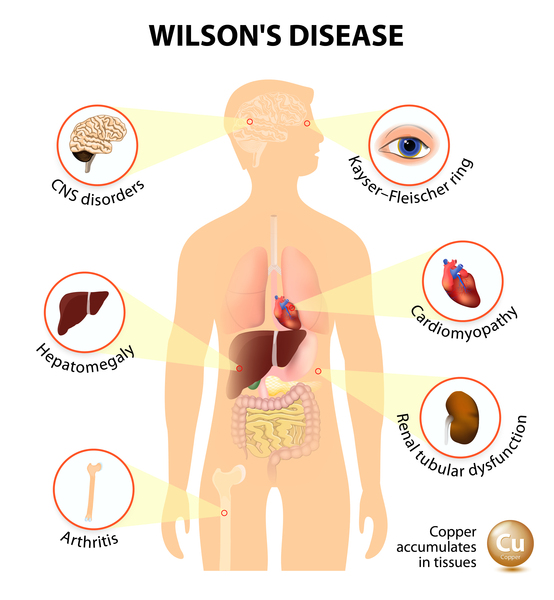 WILSON'S DISEASE
CNS disorders
Kayser–Fleischer ring
Hepatomegaly
Cardiomyopathy
Renal tubular dysfunction
Arthritis
Copper
accumulates
in tissues
Cu
Copper